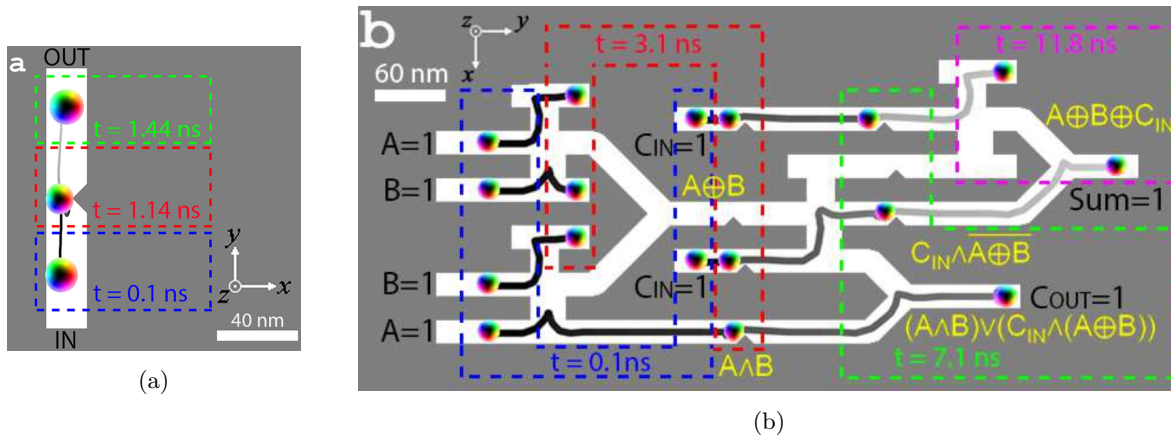 a
OUT
t = 1.44 ns
t = 1.14 ns
t = 0.1 ns
IN
y
z
x
40 nm
(a)
b
z
y
x
60 nm
t = 3.1 ns
t = 11.8 ns
A=1
CIN=1
A⊕B⊕CIN
B=1
A⊕B
Sum=1
CIN∧A̅⊕̅B̅
B=1
CIN=1
COUT=1
A=1
(A∧B)∨(CIN∧(A⊕B))
t = 0.1ns
A∧B
t = 7.1 ns
(b)